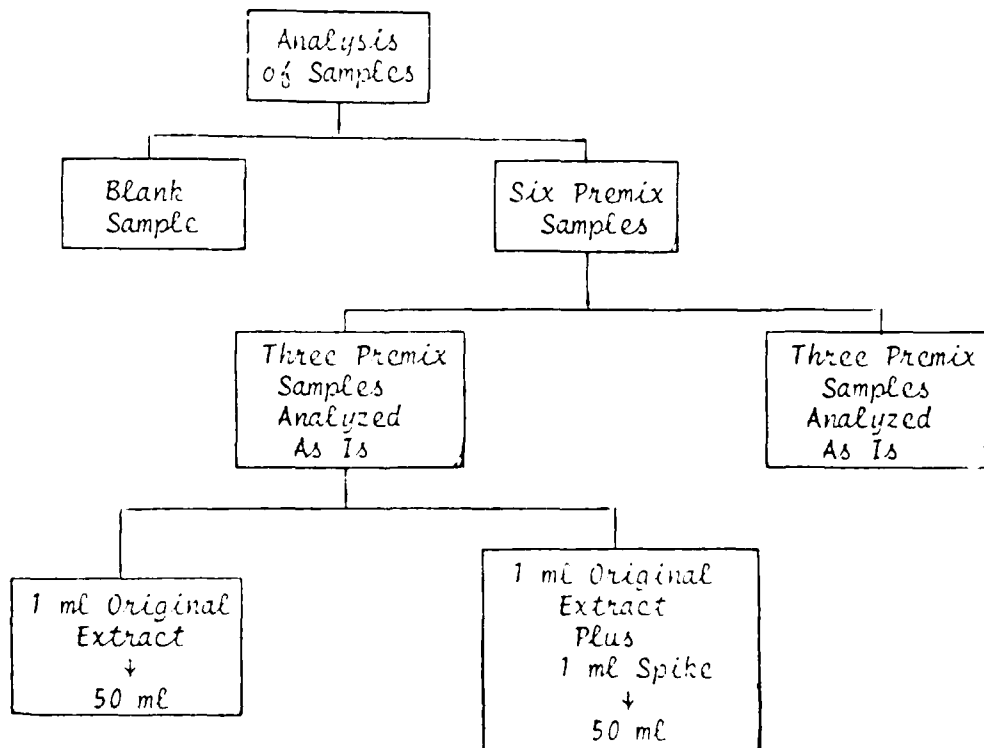 Analysis
of Samples
Blank
Sample
Six Premix
Samples
Three Premix
Samples
Analyzed
As Is
Three Premix
Samples
Analyzed
As Is
1 ml Original
Extract
↓
50 ml
1 ml Original
Extract
Plus
1 ml Spike
↓
50 ml